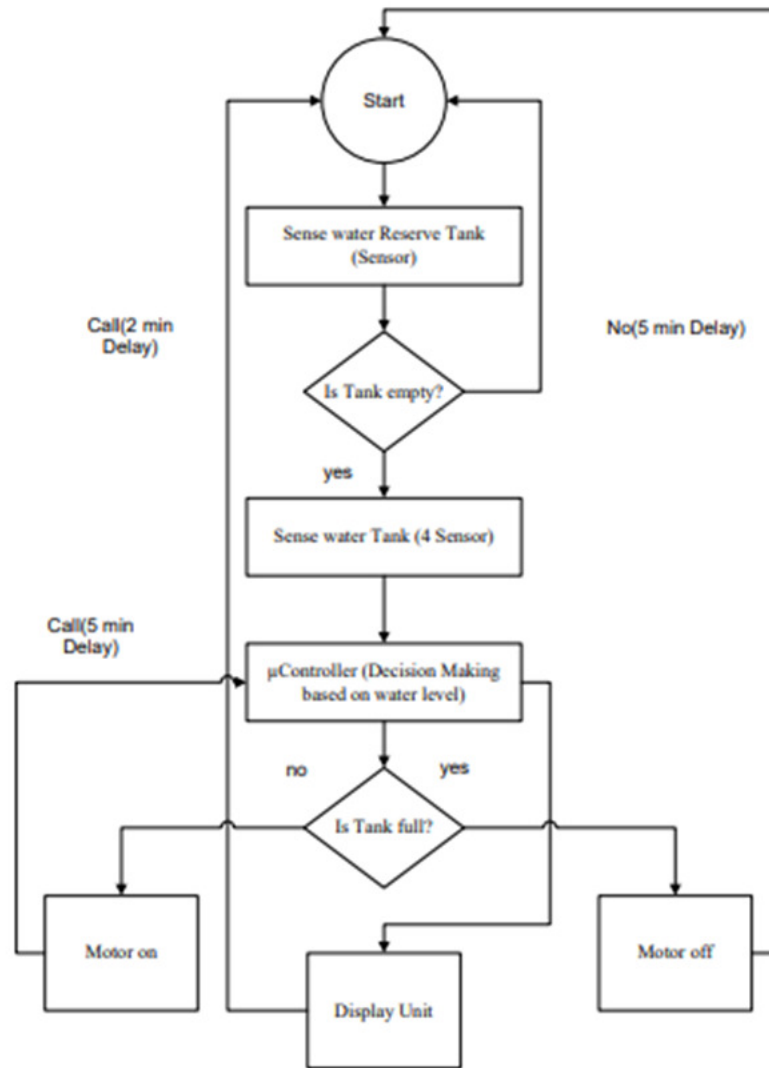 Start
Sense water Reserve Tank
(Sensor)
Call(2 min
Delay)
No(5 min Delay)
Is Tank empty?
yes
Sense water Tank (4 Sensor)
Call(5 min
Delay)
µController (Decision Making
based on water level)
no
yes
Is Tank full?
Motor on
Motor off
Display Unit